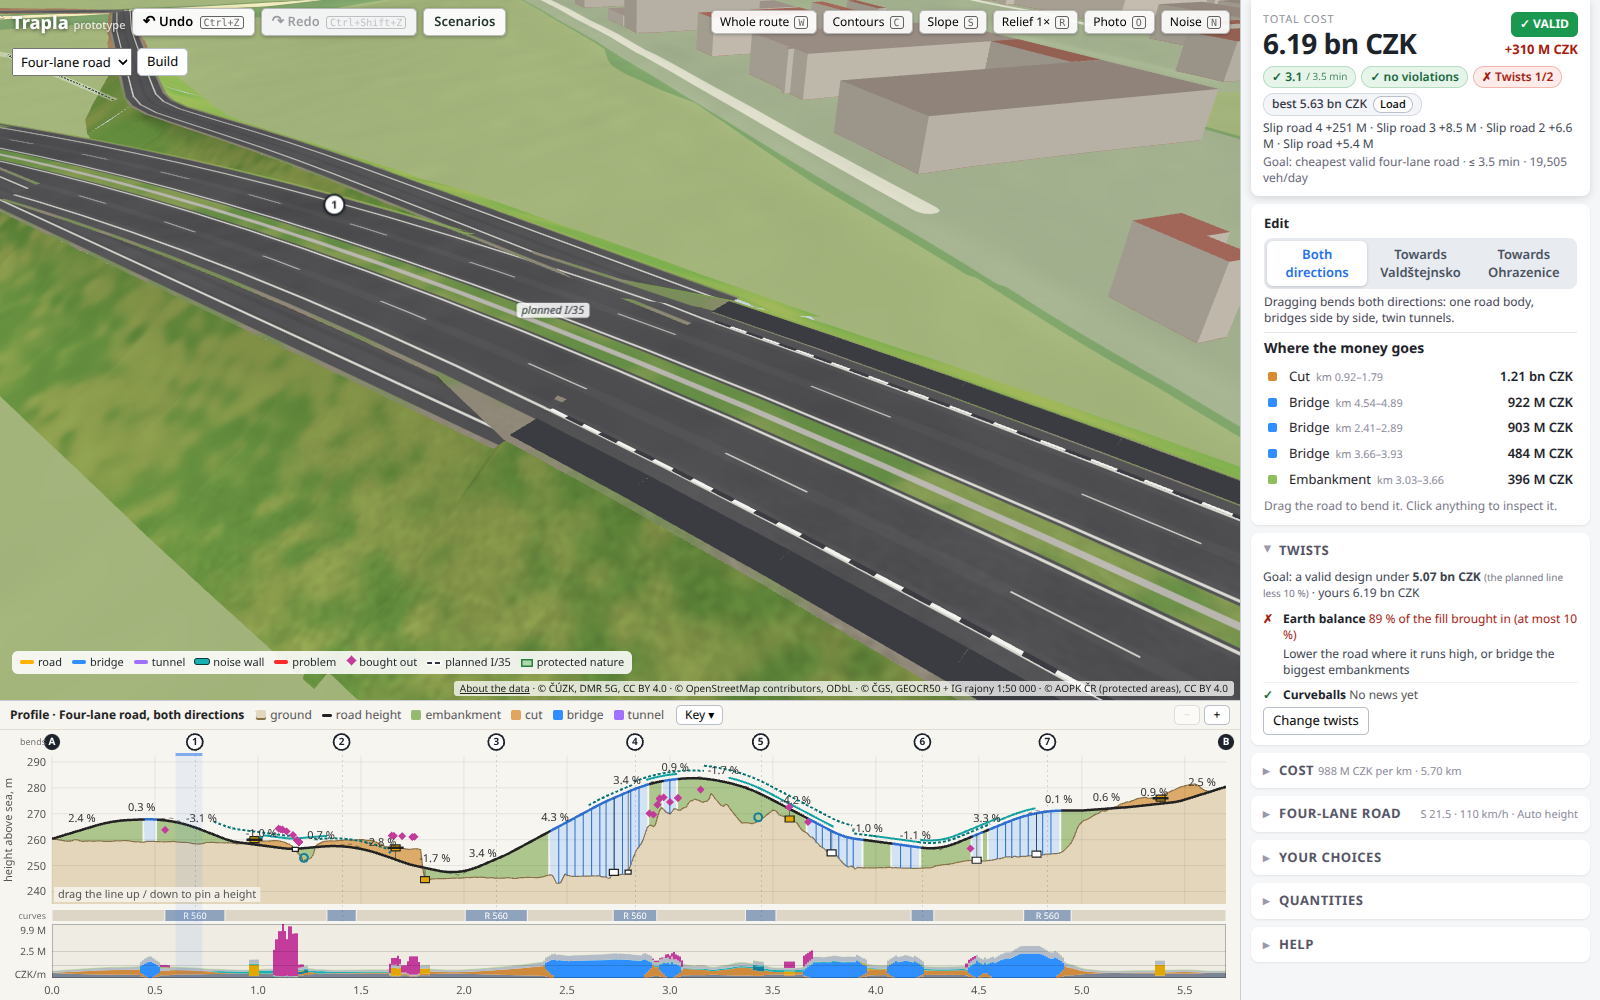 Trapla prototype
↶ Undo Ctrl+Z
↷ Redo Ctrl+Shift+Z
Scenarios
Whole route W
Contours C
Slope S
Relief 1× R
Photo O
Noise N
Four-lane road
Build
1
planned I/35
road
bridge
tunnel
noise wall
problem
bought out
planned I/35
protected nature
About the data · © ČÚZK, DMR 5G, CC BY 4.0 · © OpenStreetMap contributors, ODbL · © ČGS, GEOCR50 + IG rajony 1:50 000 · © AOPK ČR (protected areas), CC BY 4.0
TOTAL COST
✓ VALID
6.19 bn CZK
+310 M CZK
✓ 3.1 / 3.5 min
✓ no violations
✗ Twists 1/2
best 5.63 bn CZK Load
Slip road 4 +251 M · Slip road 3 +8.5 M · Slip road 2 +6.6
M · Slip road +5.4 M
Goal: cheapest valid four-lane road · ≤ 3.5 min · 19,505
veh/day
Edit
Both
directions
Towards
Valdštejnsko
Towards
Ohrazenice
Dragging bends both directions: one road body,
bridges side by side, twin tunnels.
Where the money goes
Cut km 0.92–1.79 1.21 bn CZK
Bridge km 4.54–4.89 922 M CZK
Bridge km 2.41–2.89 903 M CZK
Bridge km 3.66–3.93 484 M CZK
Embankment km 3.03–3.66 396 M CZK
Drag the road to bend it. Click anything to inspect it.
▼ TWISTS
Goal: a valid design under 5.07 bn CZK (the planned line
less 10 %) · yours 6.19 bn CZK
✗ Earth balance 89 % of the fill brought in (at most 10
%)
Lower the road where it runs high, or bridge the
biggest embankments
✓ Curveballs No news yet
Change twists
▶ COST 988 M CZK per km · 5.70 km
▶ FOUR-LANE ROAD S 21.5 · 110 km/h · Auto height
▶ YOUR CHOICES
▶ QUANTITIES
▶ HELP
Profile · Four-lane road, both directions
ground
road height
embankment
cut
bridge
tunnel
Key ▾
−
+
bends A 1 2 3 4 5 6 7 B
height above sea, m
290
280
270
260
250
240
2.4 %
0.3 %
-3.1 %
-1.0 %
0.7 %
-2.8 %
-1.7 %
3.4 %
4.3 %
3.4 %
0.9 %
-1.7 %
-4.2 %
-1.0 %
-1.1 %
3.3 %
0.1 %
0.6 %
0.9 %
2.5 %
drag the line up / down to pin a height
curves R 560 R 560 R 560 R 560
9.9 M
2.5 M
CZK/m
0.0 0.5 1.0 1.5 2.0 2.5 3.0 3.5 4.0 4.5 5.0 5.5